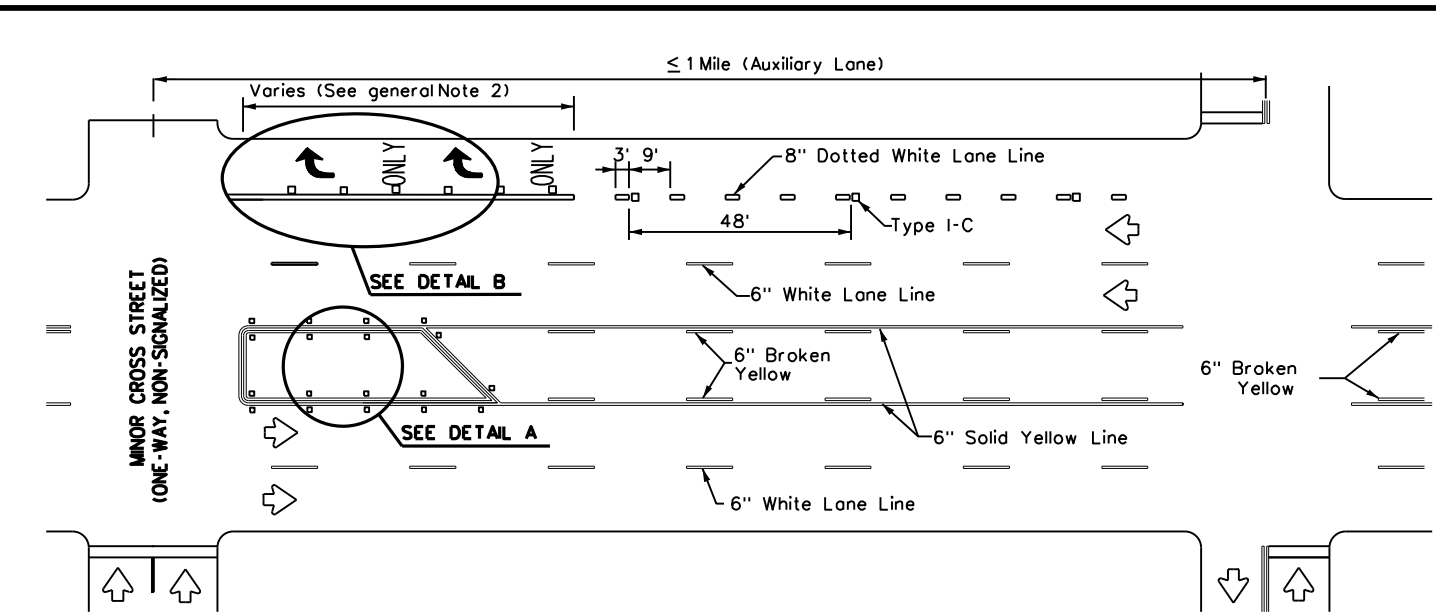 ≤ 1 Mile (Auxiliary Lane)
Varies (See general Note 2)
ONLY
ONLY
3'
9'
8" Dotted White Lane Line
48'
Type I-C
SEE DETAIL B
6" White Lane Line
MINOR CROSS STREET
(ONE-WAY, NON-SIGNALIZED)
6" Broken
Yellow
6" Broken
Yellow
SEE DETAIL A
6" Solid Yellow Line
6" White Lane Line